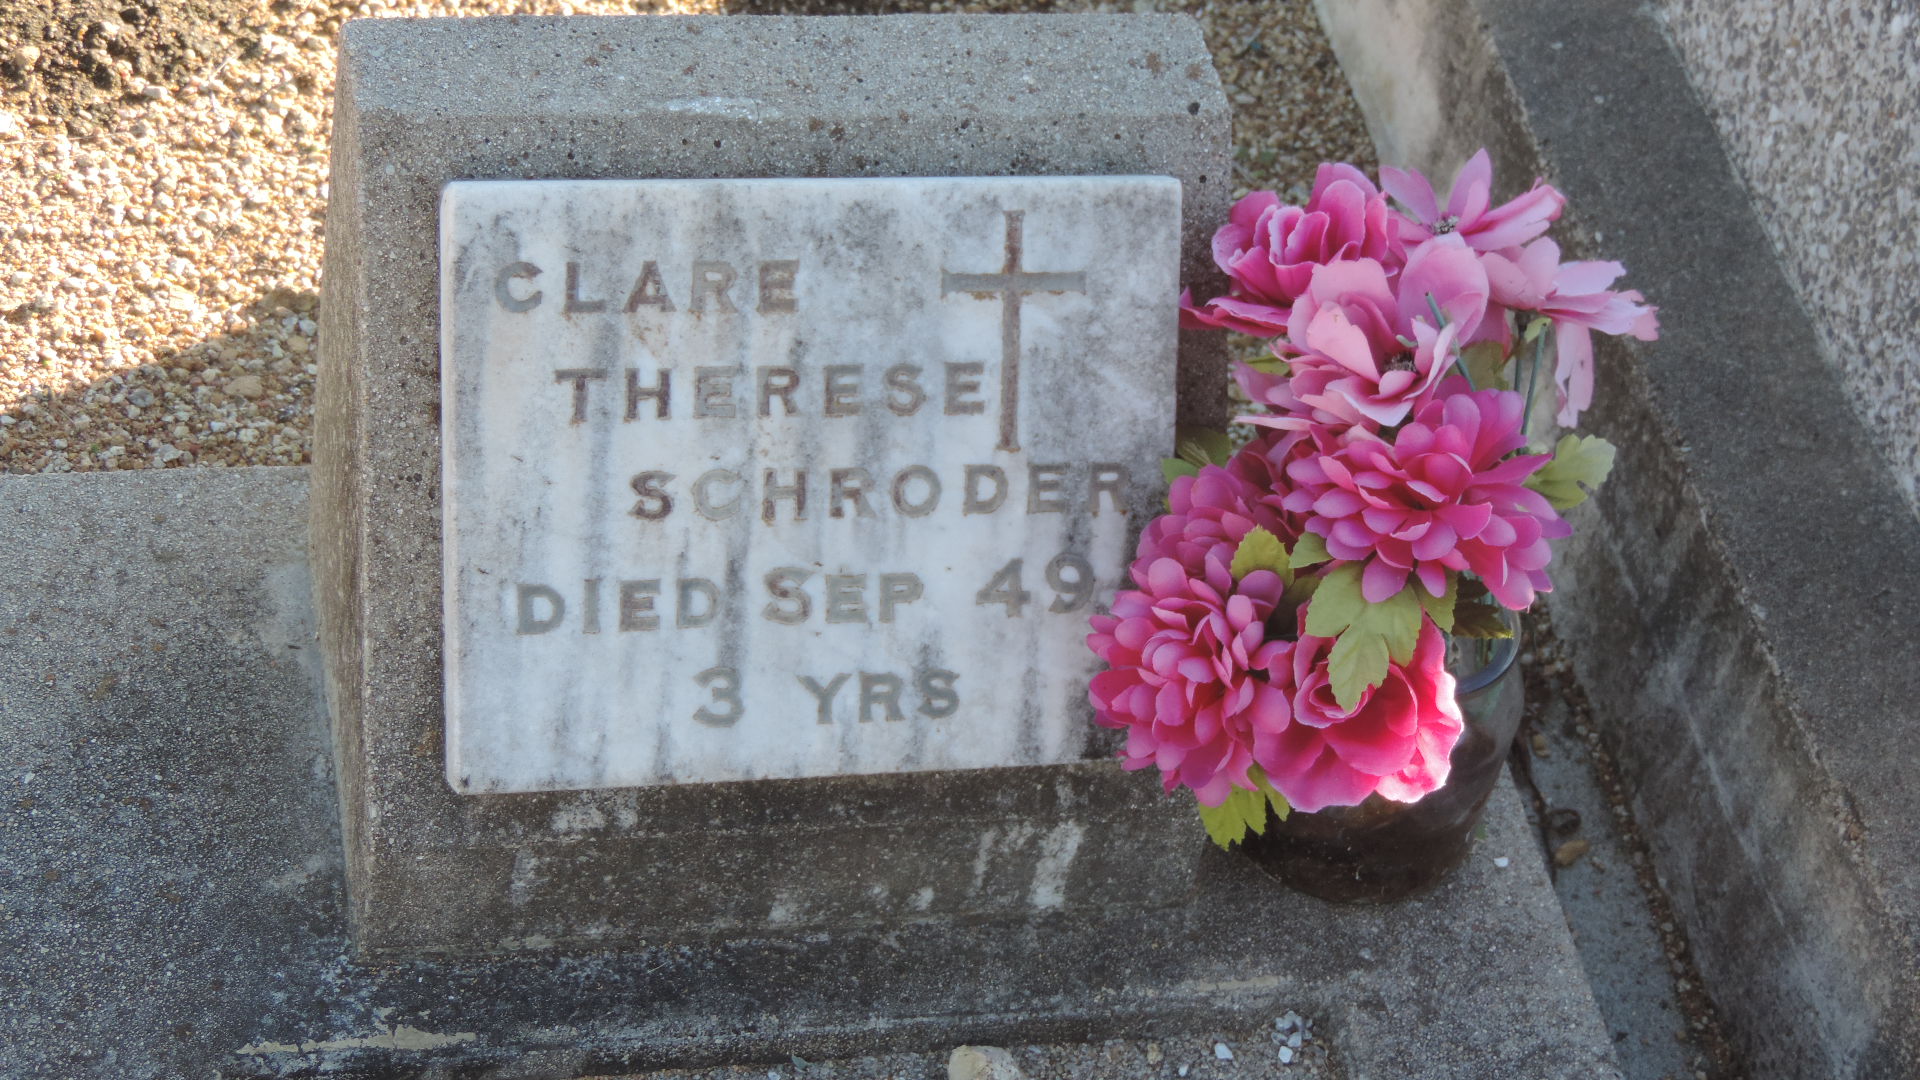 CLARE
THERESE
SCHRODER
DIED SEP 49
3 YRS